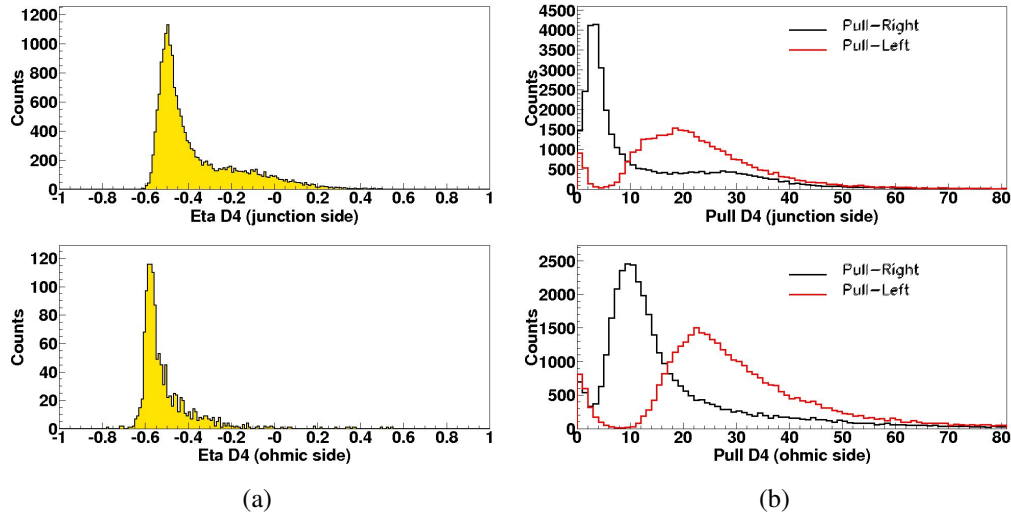 1200
1000
800
600
400
200
0
Counts
-1 -0.8 -0.6 -0.4 -0.2 -0 0.2 0.4 0.6 0.8 1
Eta D4 (junction side)
4500
4000
3500
3000
2500
2000
1500
1000
500
0
Counts
Pull-Right
Pull-Left
0 10 20 30 40 50 60 70 80
Pull D4 (junction side)
120
100
80
60
40
20
0
Counts
-1 -0.8 -0.6 -0.4 -0.2 -0 0.2 0.4 0.6 0.8 1
Eta D4 (ohmic side)
2500
2000
1500
1000
500
0
Counts
Pull-Right
Pull-Left
0 10 20 30 40 50 60 70 80
Pull D4 (ohmic side)
(a)
(b)